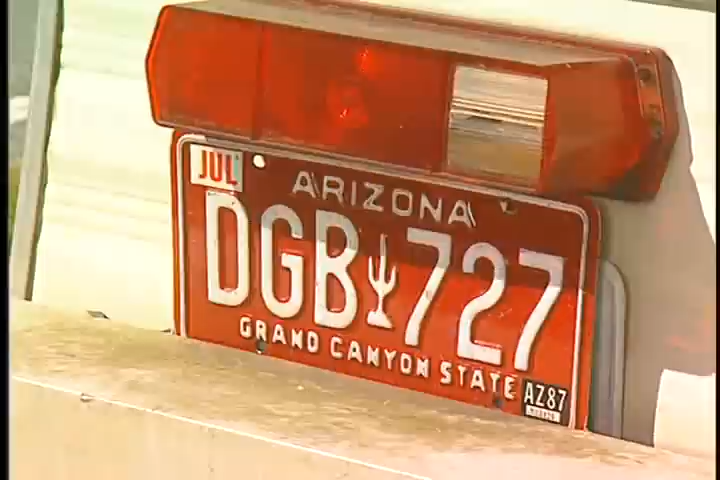 JUL
ARIZONA
DGB 727
GRAND CANYON STATE
AZ87